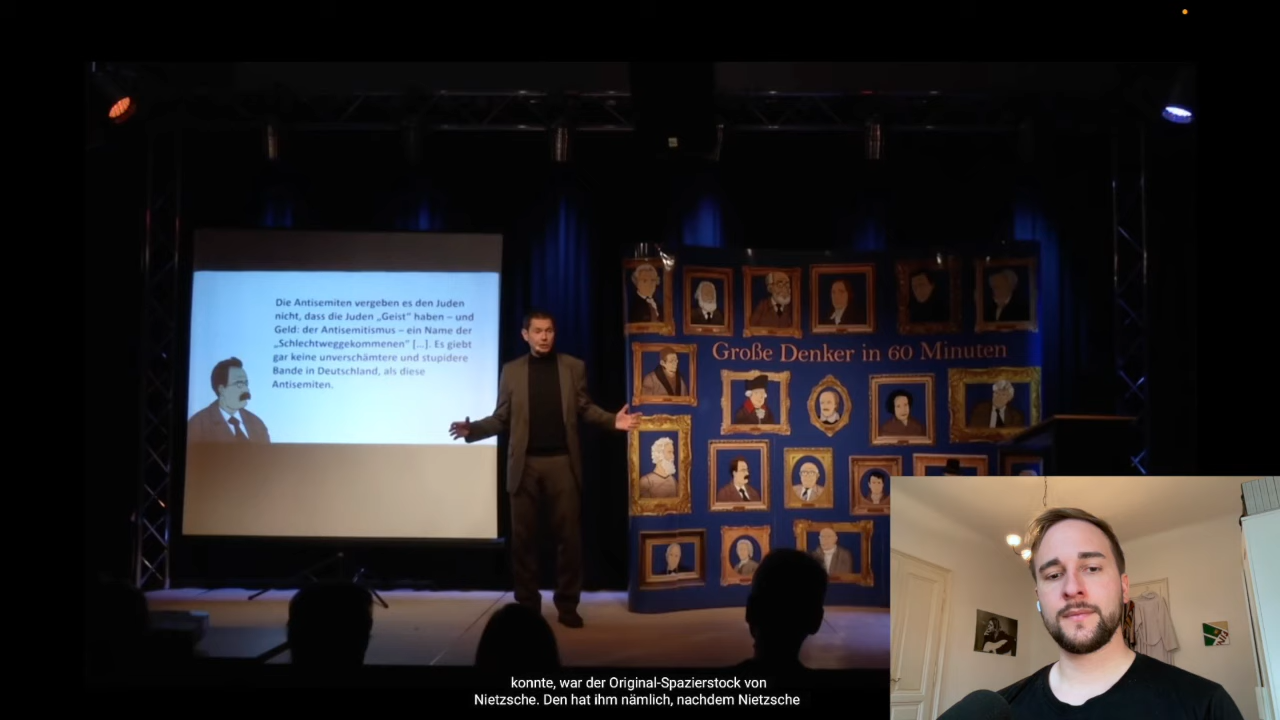 Die Antisemiten vergeben es den Juden
nicht, dass die Juden „Geist" haben – und
Geld: der Antisemitismus – ein Name der
„Schlechtweggekommenen" [...]. Es giebt
gar keine unverschämtere und stupidere
Bande in Deutschland, als diese
Antisemiten.
Große Denker in 60 Minuten
konnte, war der Original-Spazierstock von
Nietzsche. Den hat ihm nämlich, nachdem Nietzsche